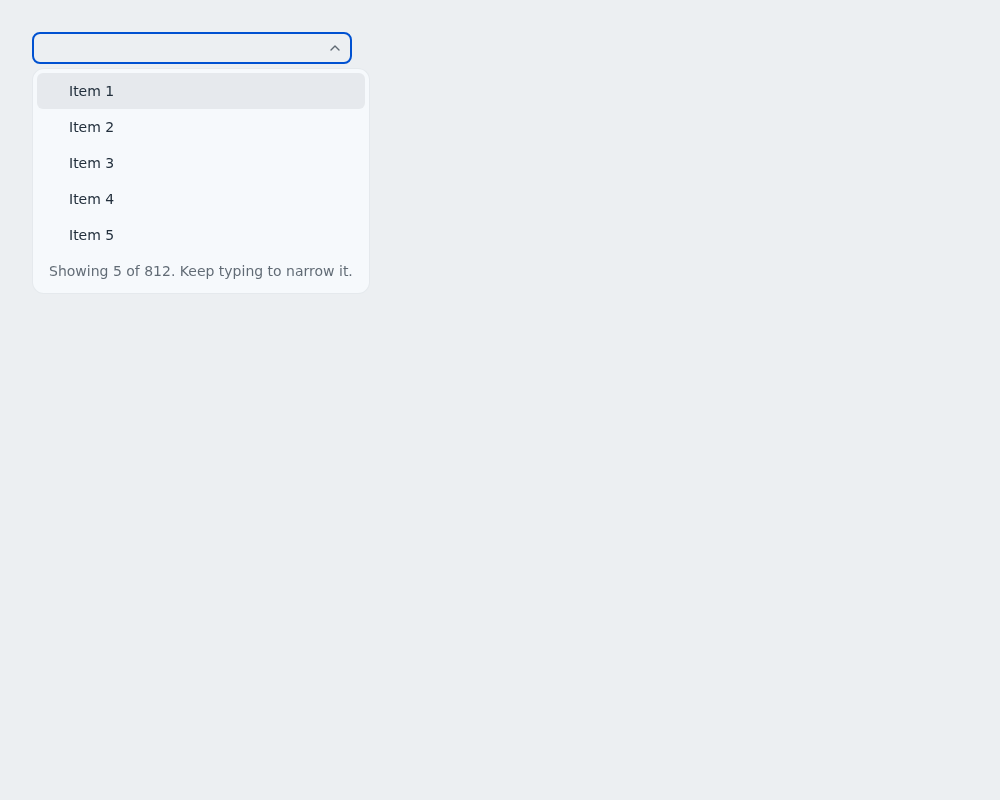 Item 1
Item 2
Item 3
Item 4
Item 5
Showing 5 of 812. Keep typing to narrow it.